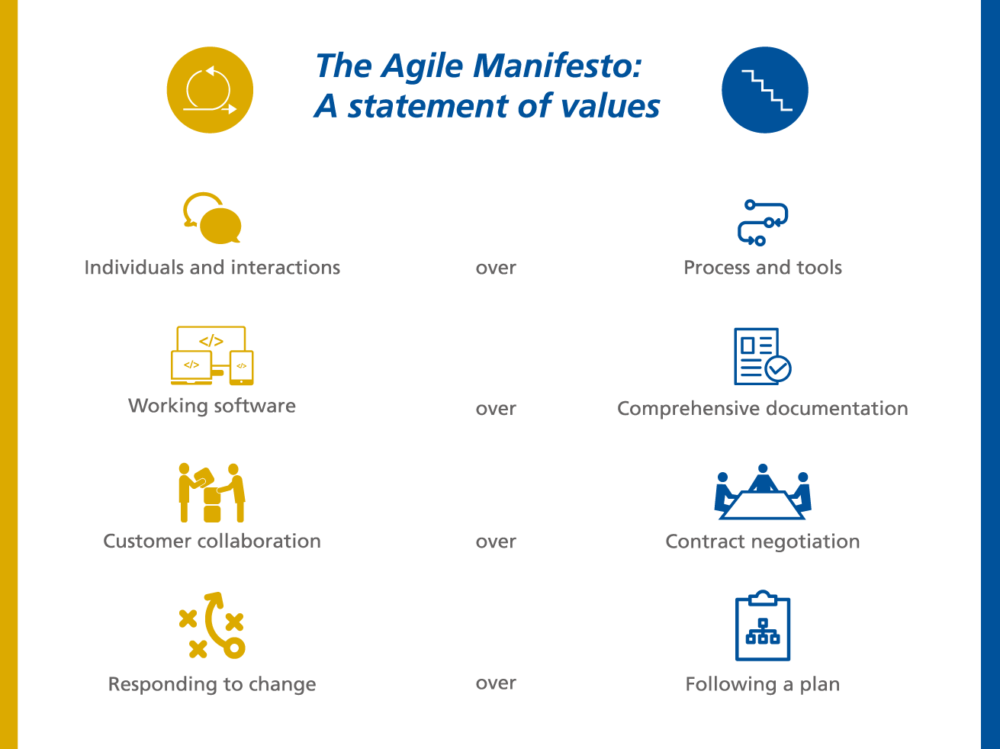 The Agile Manifesto:
A statement of values
Individuals and interactions over Process and tools
</> 
</> </>
Working software over Comprehensive documentation
Customer collaboration over Contract negotiation
Responding to change over Following a plan